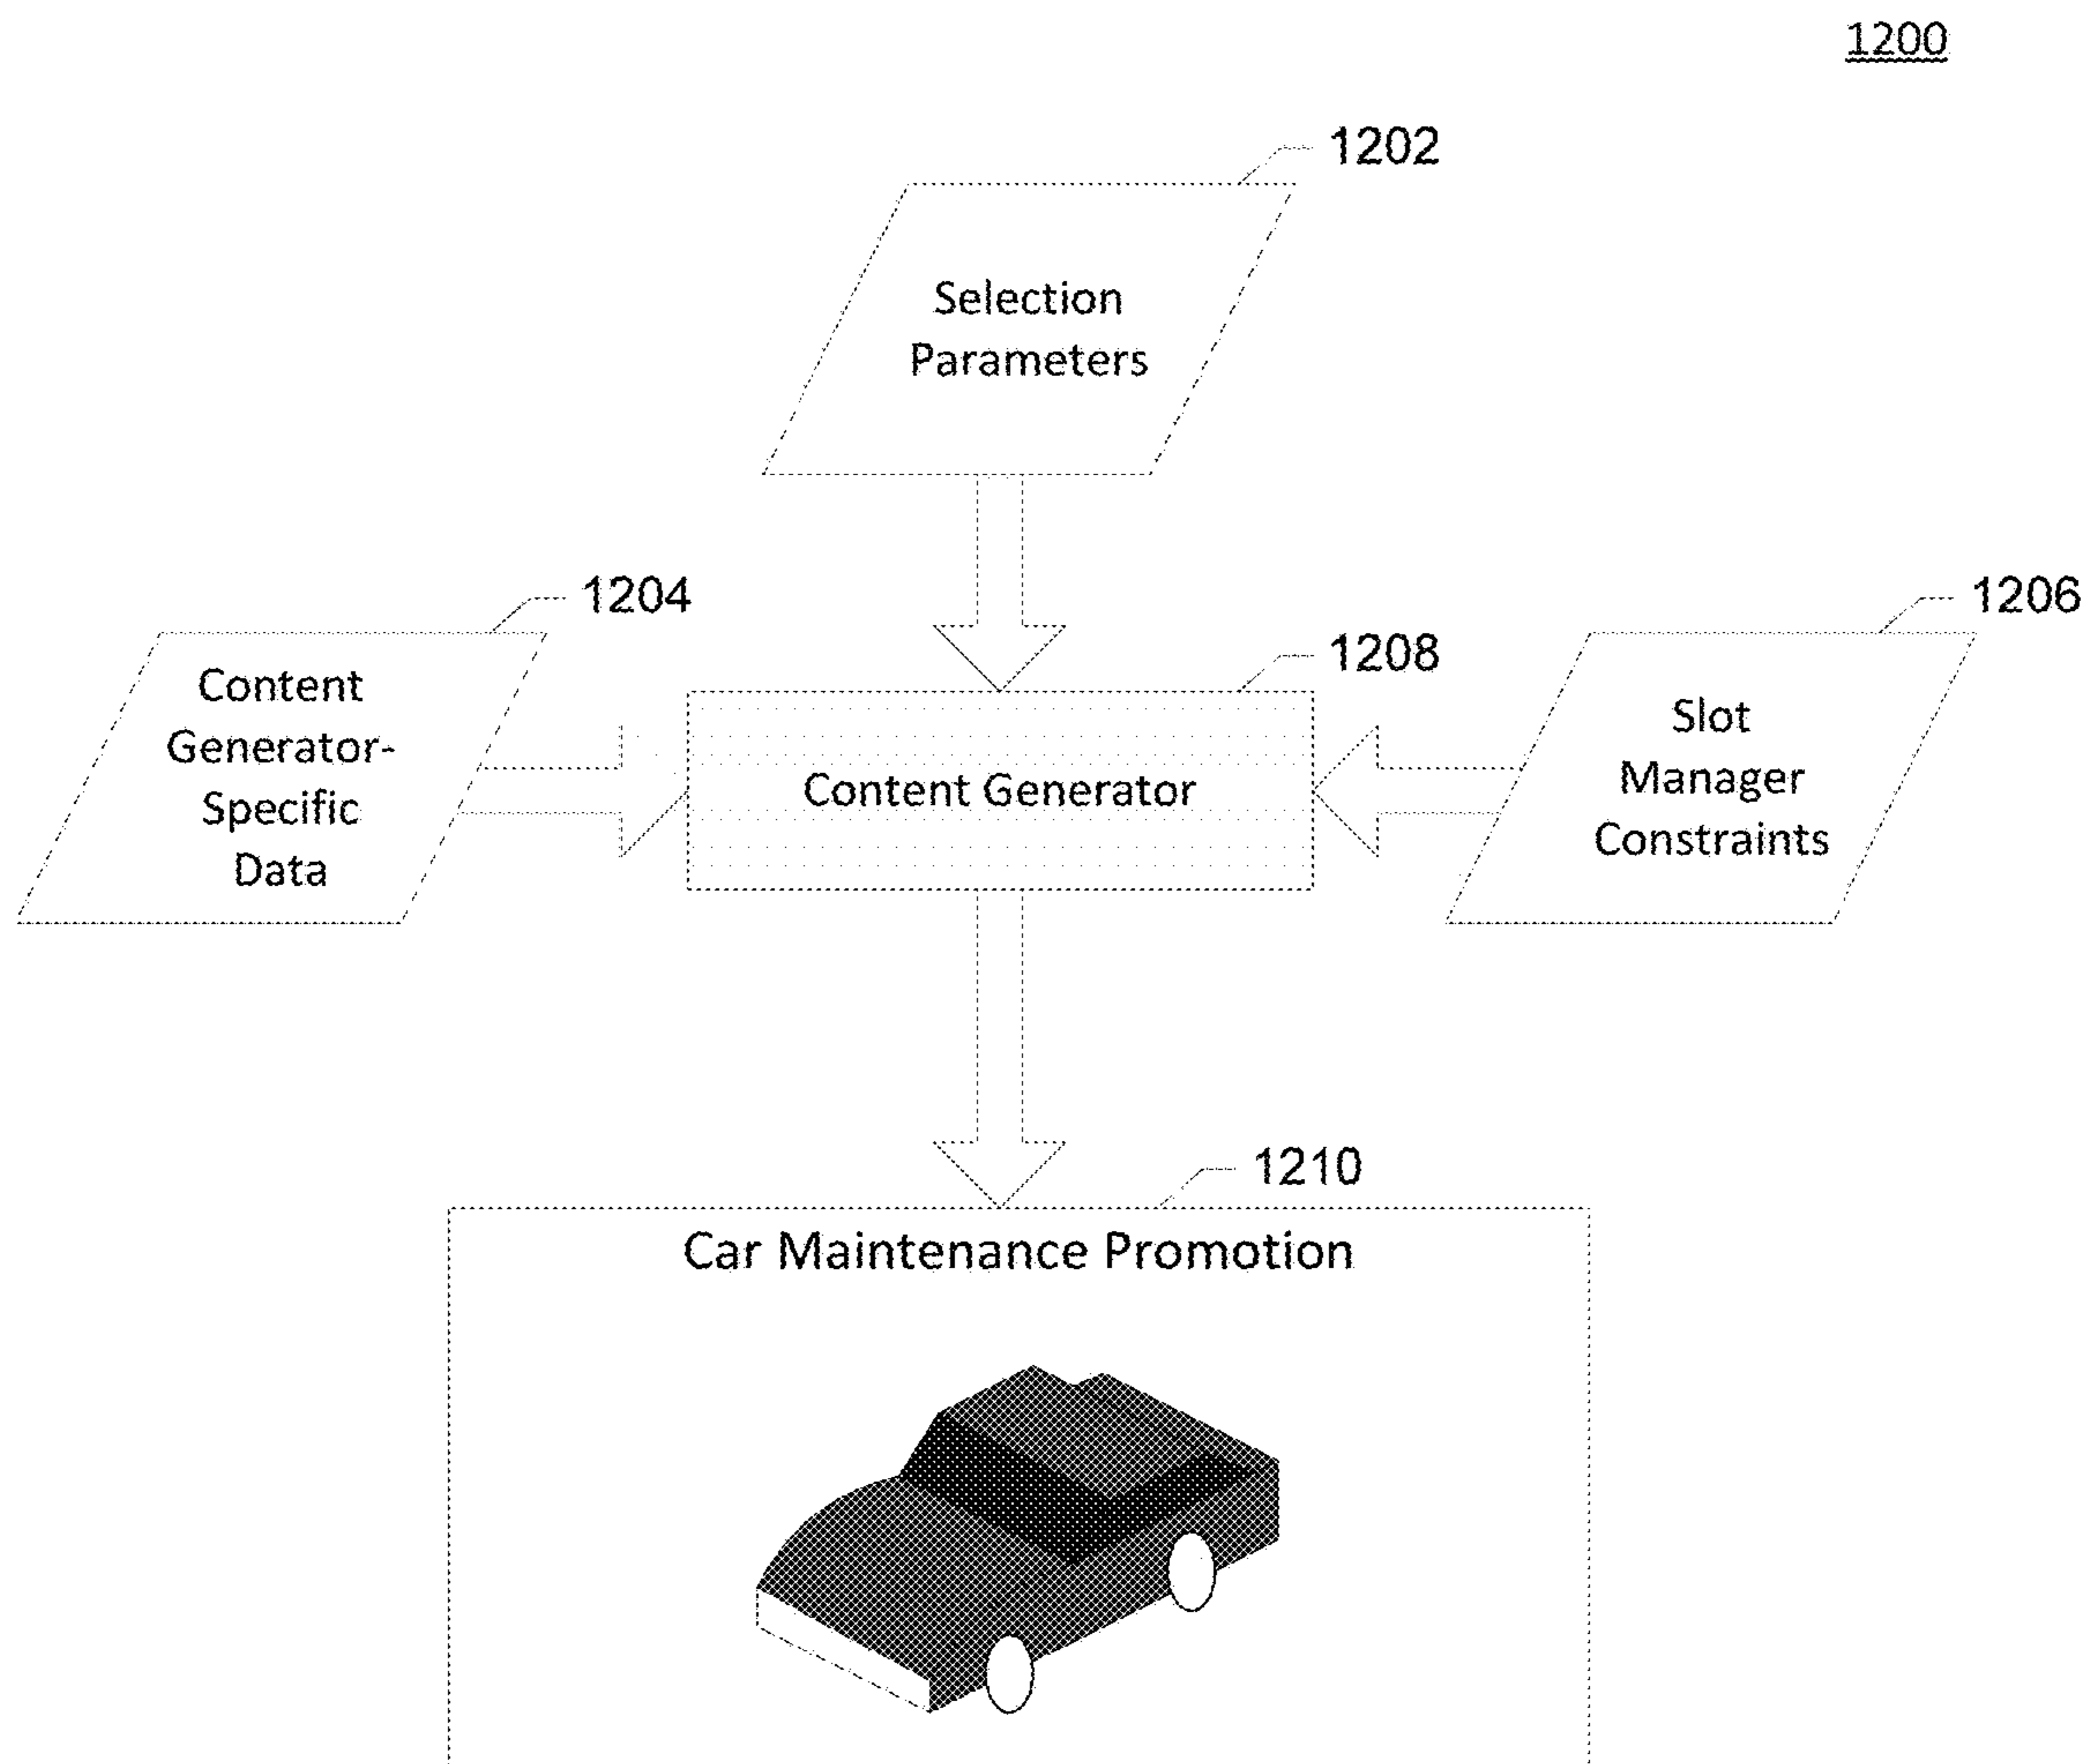 1200
1202
Selection
Parameters
1204
1206
1208
Content
Generator-
Specific
Data
Content Generator
Slot
Manager
Constraints
1210
Car Maintenance Promotion